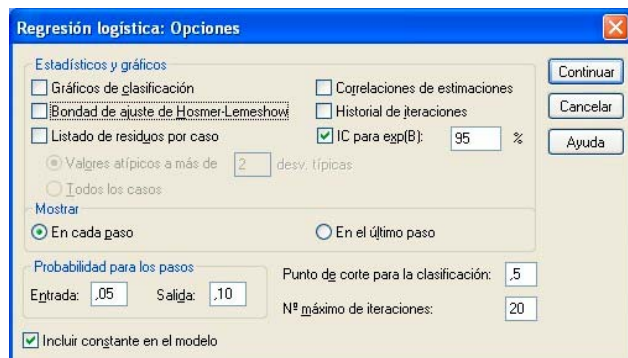 Regresión logística: Opciones
Estadísticos y gráficos
Gráficos de clasificación
Correlaciones de estimaciones
Bondad de ajuste de Hosmer-Lemeshow
Historial de iteraciones
Listado de residuos por caso
IC para exp(B): 95 %
Valores atípicos a más de 2 desv. típicas
Todos los casos
Mostrar
En cada paso
En el último paso
Probabilidad para los pasos
Entrada: ,05 Salida: ,10
Punto de corte para la clasificación: ,5
Nº máximo de iteraciones: 20
Incluir constante en el modelo
Continuar
Cancelar
Ayuda